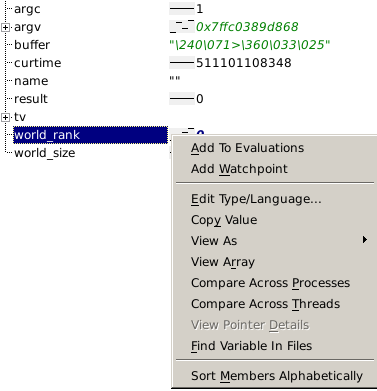 argc 1
argv 0x7ffc0389d868
buffer "\240\071>\360\033\025"
curtime 511101108348
name ""
result 0
tv
world_rank 0
world_size
Add To Evaluations
Add Watchpoint
Edit Type/Language...
Copy Value
View As
View Array
Compare Across Processes
Compare Across Threads
View Pointer Details
Find Variable In Files
Sort Members Alphabetically